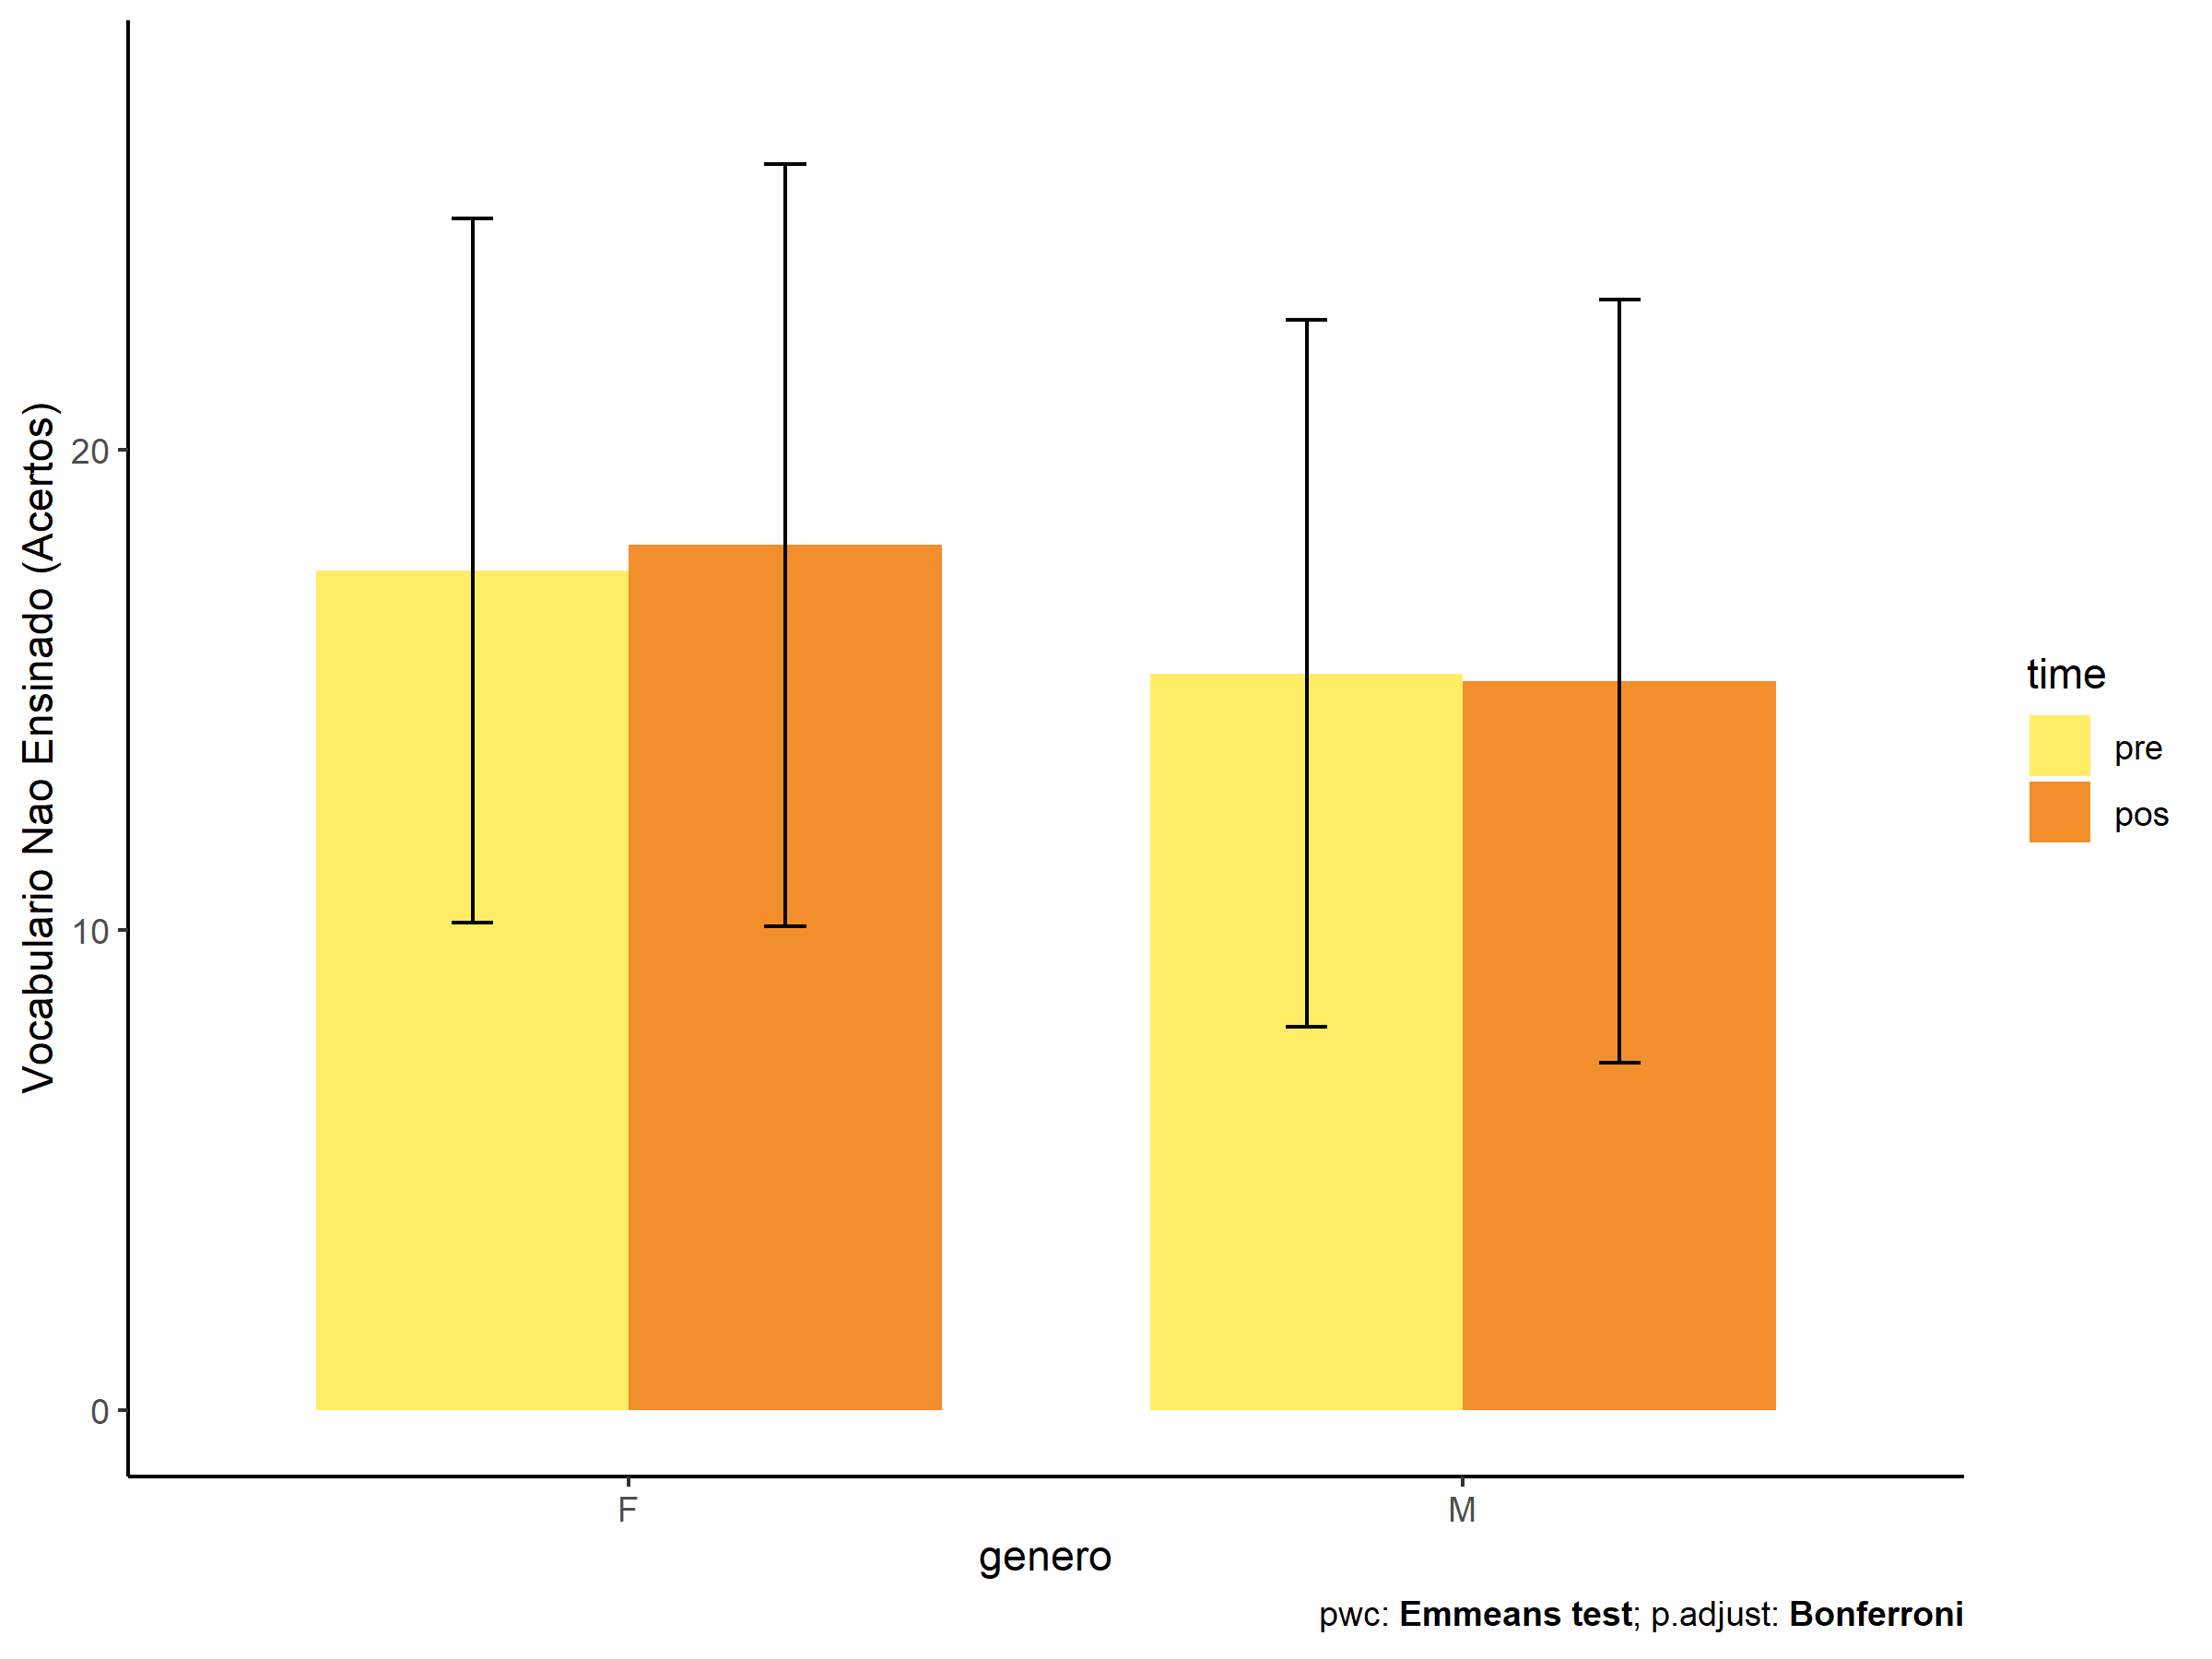 Vocabulario Nao Ensinado (Acertos)
20
10
0
F
M
genero
time
pre
pos
pwc: Emmeans test; p.adjust: Bonferroni